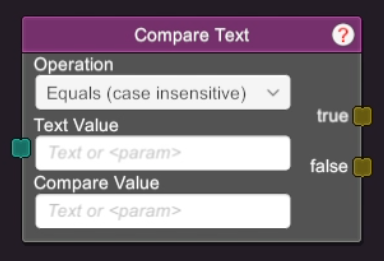 Compare Text ?
Operation
Equals (case insensitive)
true
Text Value
Text or <param>
false
Compare Value
Text or <param>